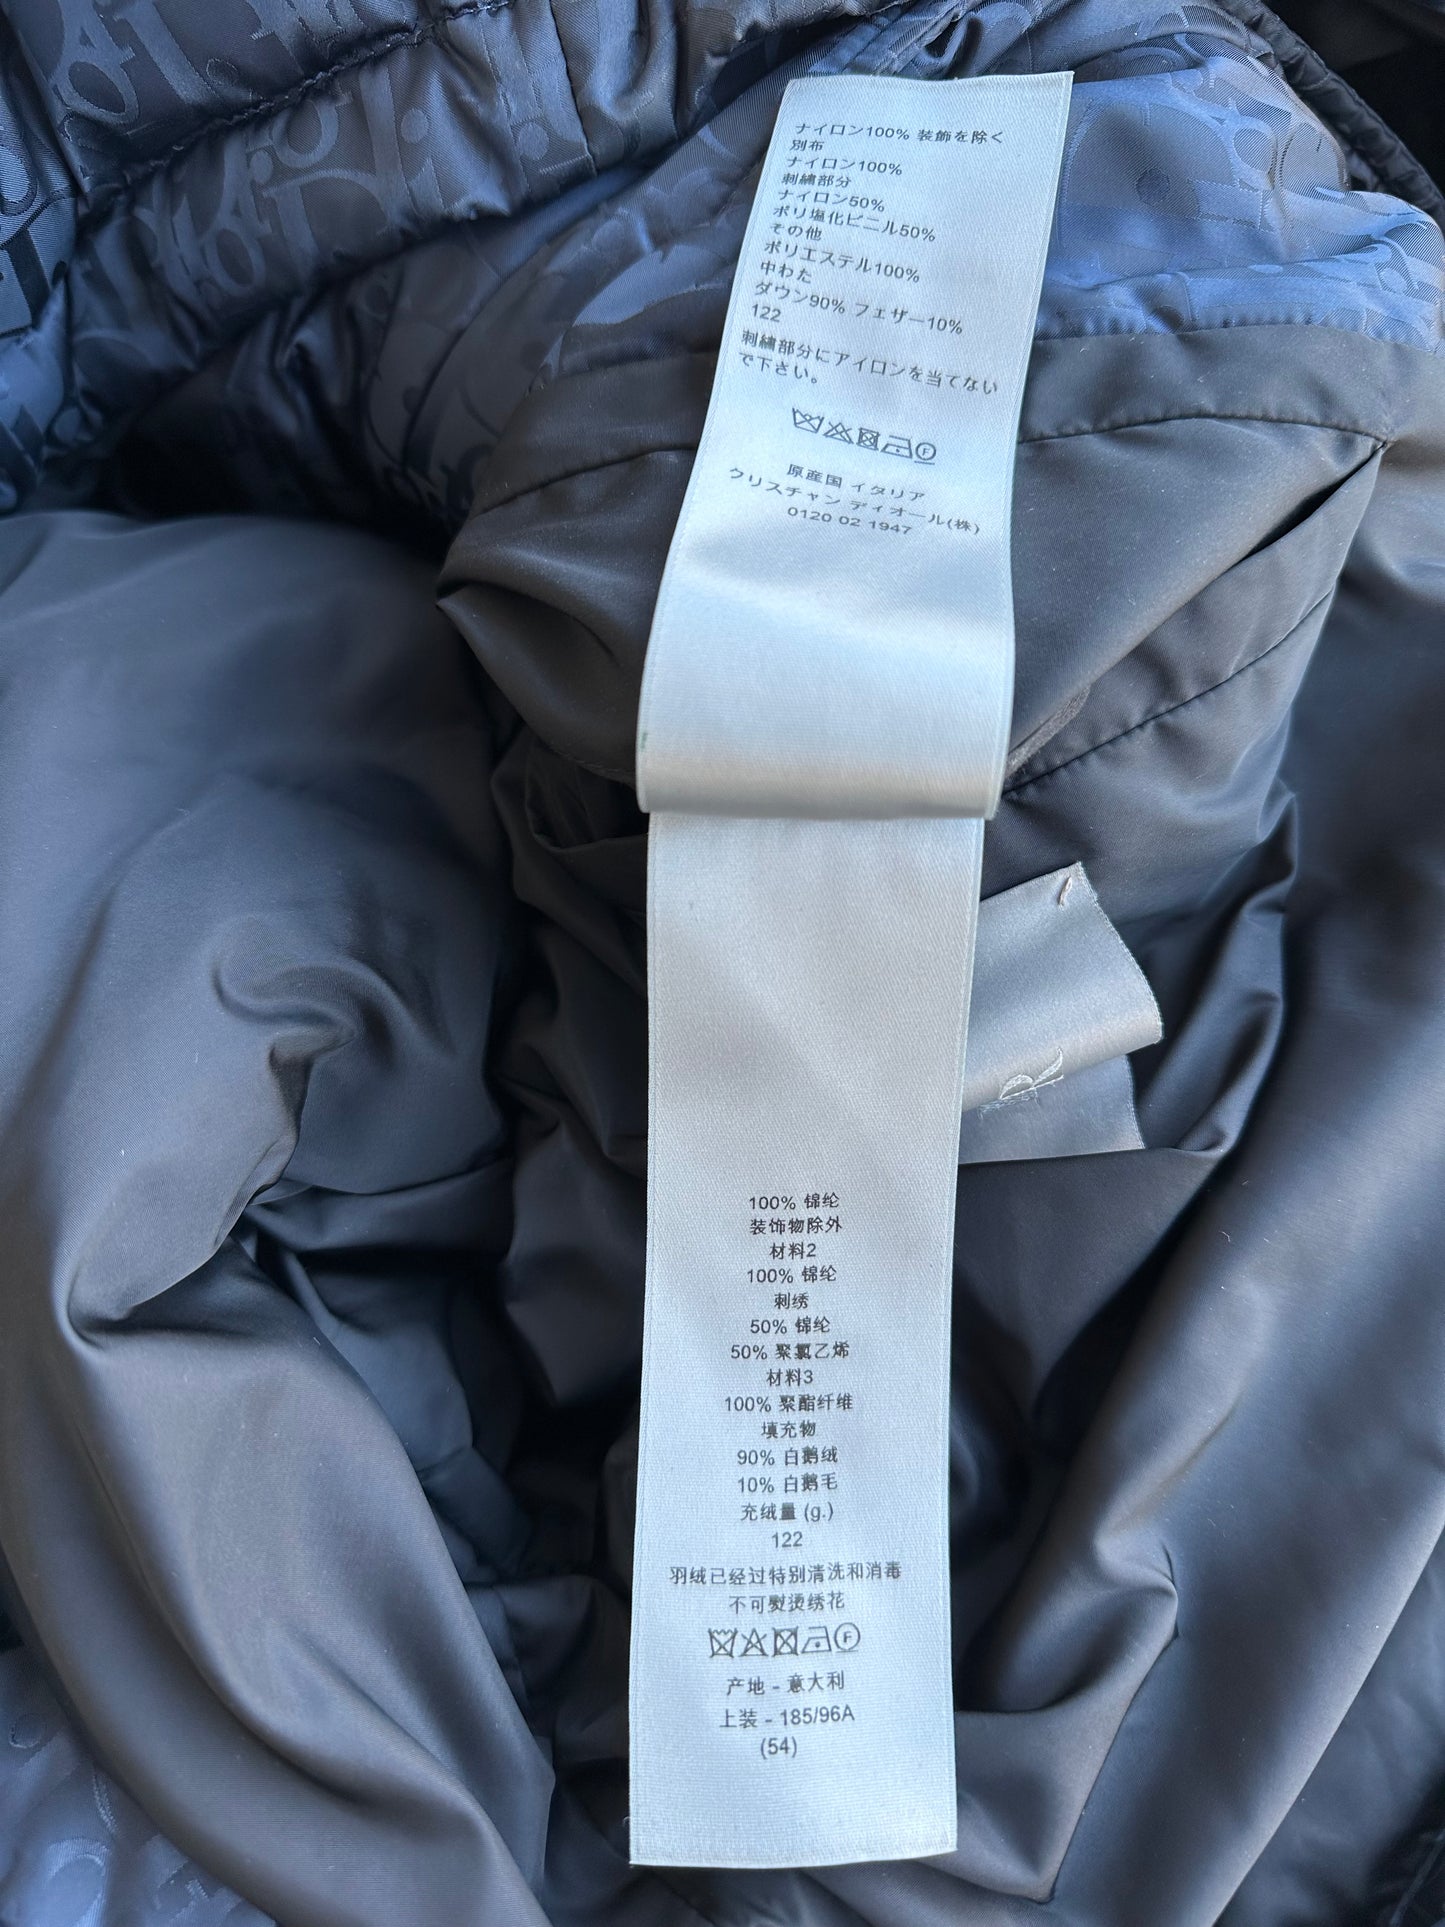 ナイロン100% 装飾を除く
別布
ナイロン100%
刺繍部分
ナイロン50%
ポリ塩化ビニル50%
その他
ポリエステル100%
中わた
ダウン90% フェザー10%
122
刺繍部分にアイロンを当てない
で下さい。
F
原産国 イタリア
クリスチャン ディオール(株)
0120 02 1947
100% 锦纶
装饰物除外
材料2
100% 锦纶
刺绣
50% 锦纶
50% 聚氯乙烯
材料3
100% 聚酯纤维
填充物
90% 白鹅绒
10% 白鹅毛
充绒量 (g.)
122
羽绒已经过特别清洗和消毒
不可熨烫绣花
F
产地 - 意大利
上装 - 185/96A
(54)